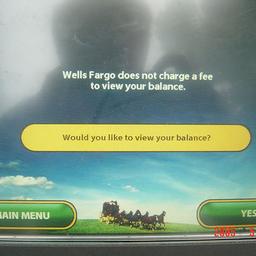 Wells Fargo does not charge a fee
to view your balance.
Would you like to view your balance?
AIN MENU
YES